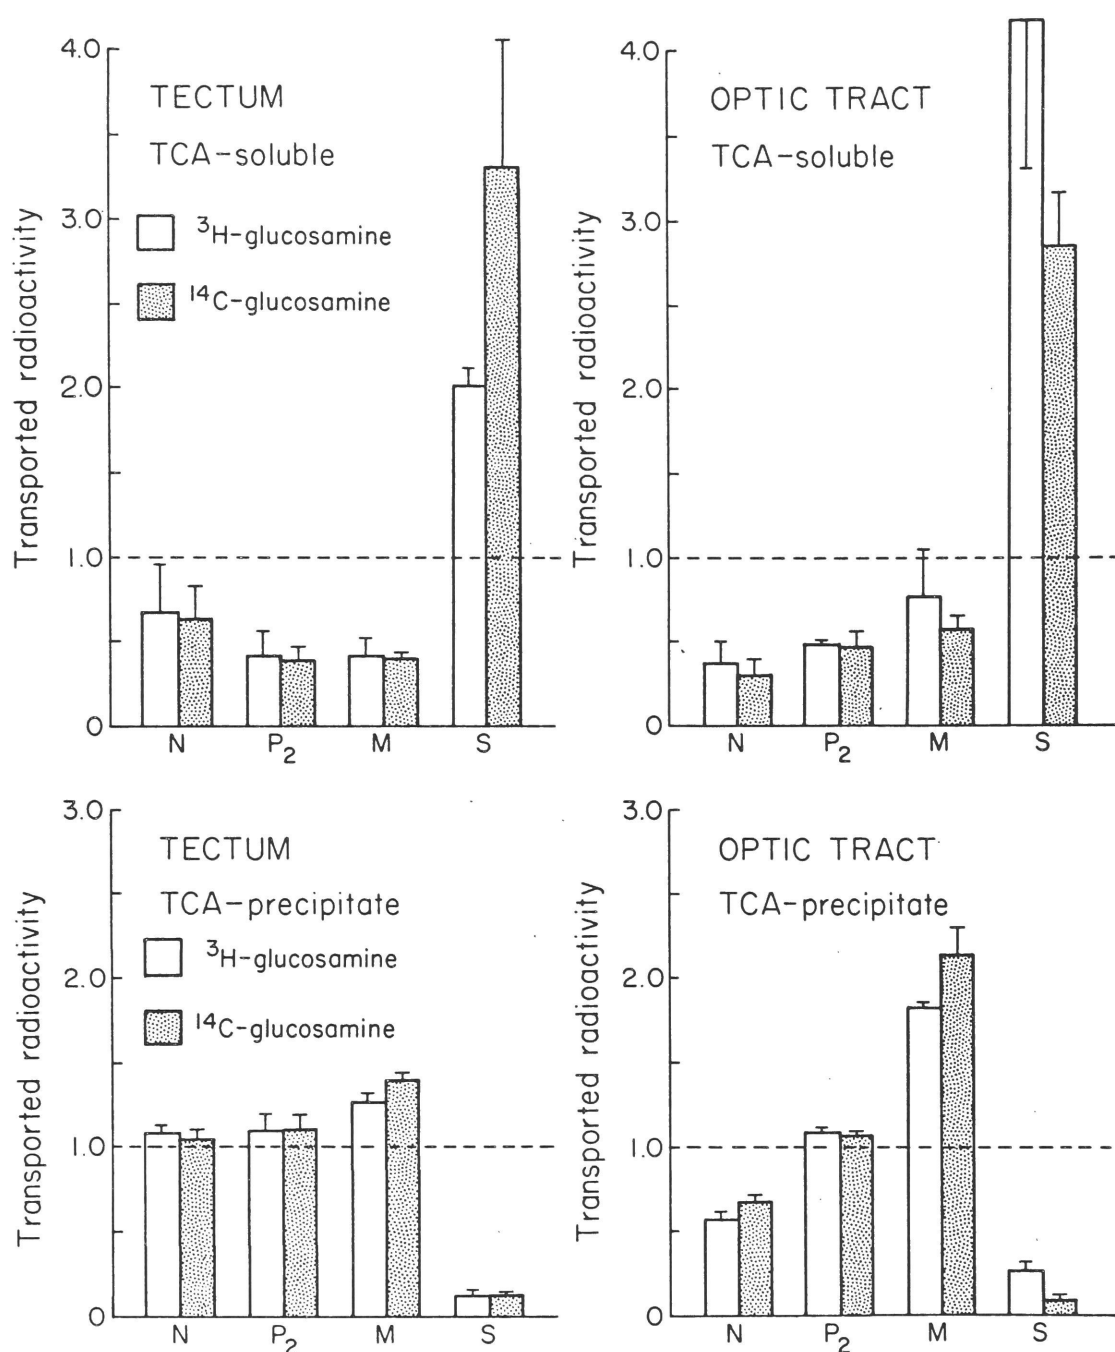 TECTUM
TCA-soluble
³H-glucosamine
¹⁴C-glucosamine
Transported radioactivity
4.0
3.0
2.0
1.0
0
N P₂ M S
OPTIC TRACT
TCA-soluble
Transported radioactivity
4.0
3.0
2.0
1.0
0
N P₂ M S
TECTUM
TCA-precipitate
³H-glucosamine
¹⁴C-glucosamine
Transported radioactivity
3.0
2.0
1.0
0
N P₂ M S
OPTIC TRACT
TCA-precipitate
Transported radioactivity
3.0
2.0
1.0
0
N P₂ M S